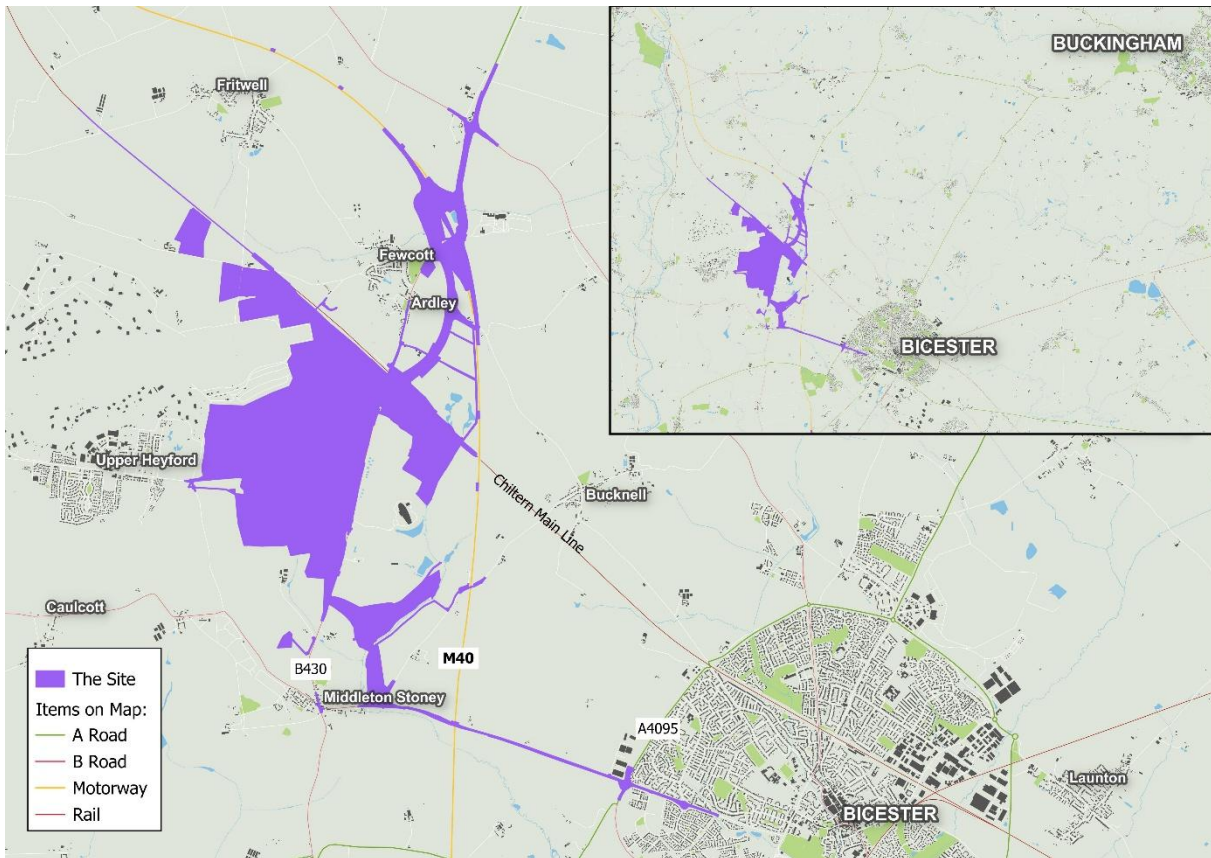 BUCKINGHAM
BICESTER
Fritwell
Fewcott
Ardley
Upper Heyford
Bucknell
Chiltern Main Line
Caulcott
B430
M40
Middleton Stoney
A4095
Launton
BICESTER
The Site
Items on Map:
A Road
B Road
Motorway
Rail